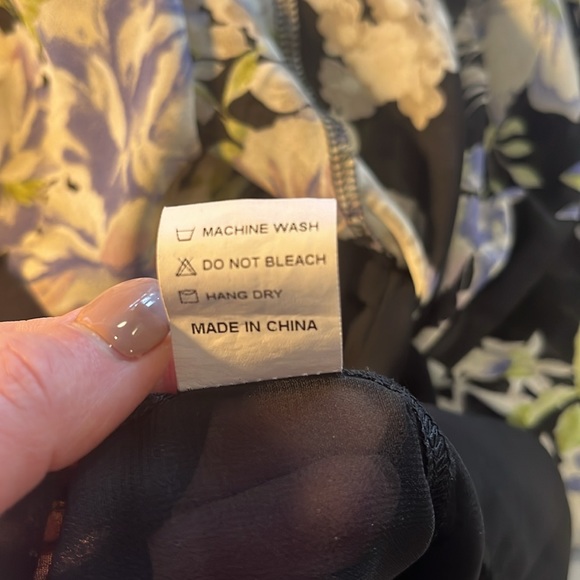 MACHINE WASH
DO NOT BLEACH
HANG DRY
MADE IN CHINA